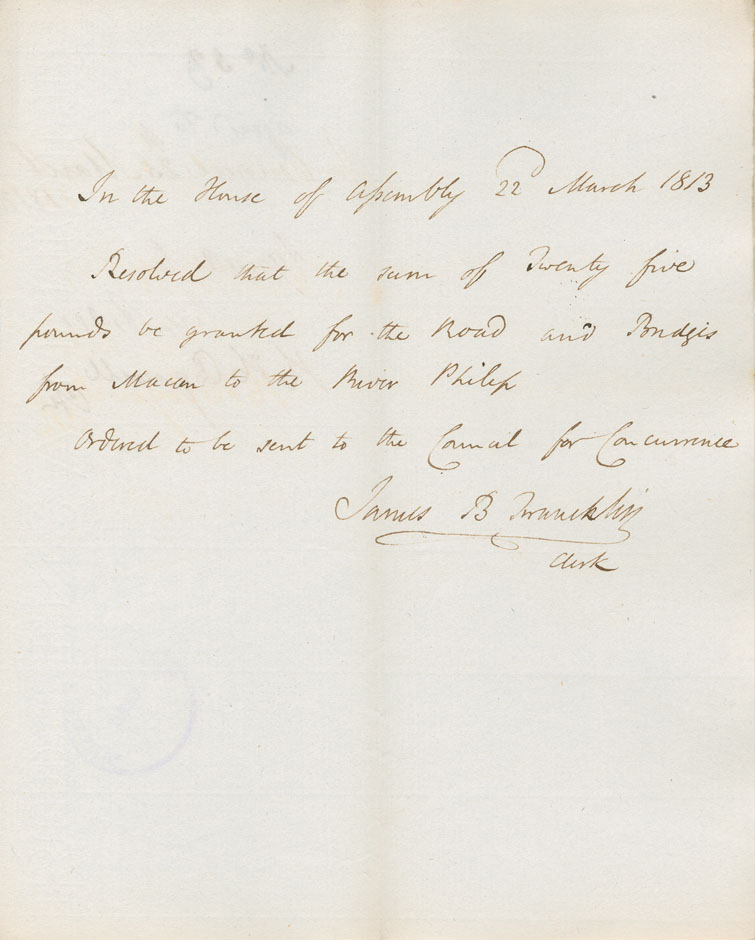 In the House of Assembly 22d March 1813
Resolved that the sum of Twenty five
pounds be granted for the Road and Bridges
from Macan to the River Philip
Ordered to be sent to the Council for Concurrence
James B Franklin
Clerk